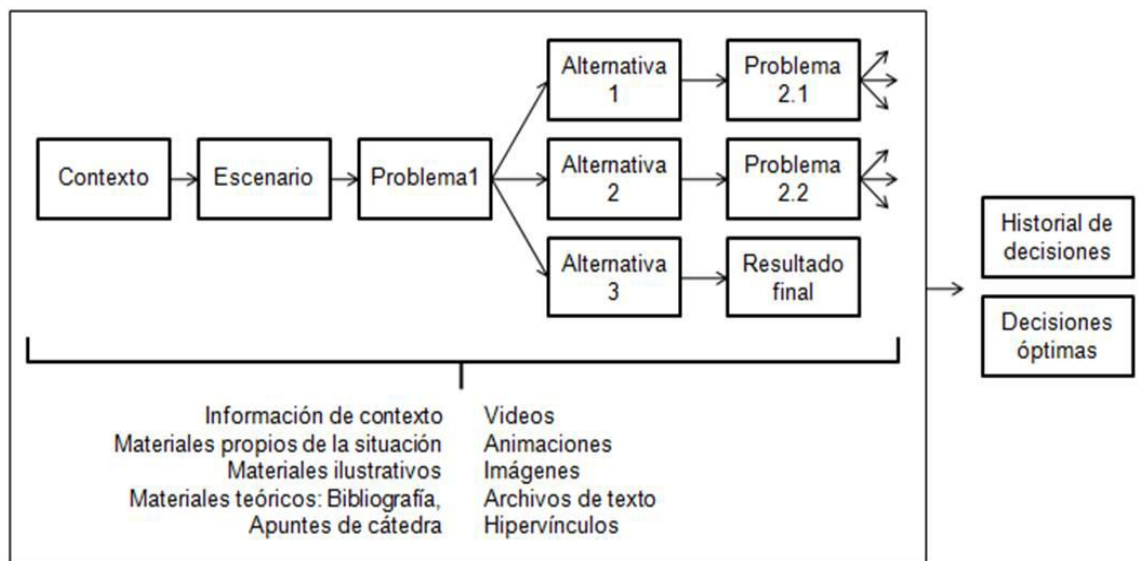 Contexto
Escenario
Problema1
Alternativa
1
Problema
2.1
Alternativa
2
Problema
2.2
Alternativa
3
Resultado
final
Historial de
decisiones
Decisiones
óptimas
Información de contexto
Materiales propios de la situación
Materiales ilustrativos
Materiales teóricos: Bibliografía,
Apuntes de cátedra
Videos
Animaciones
Imágenes
Archivos de texto
Hipervínculos